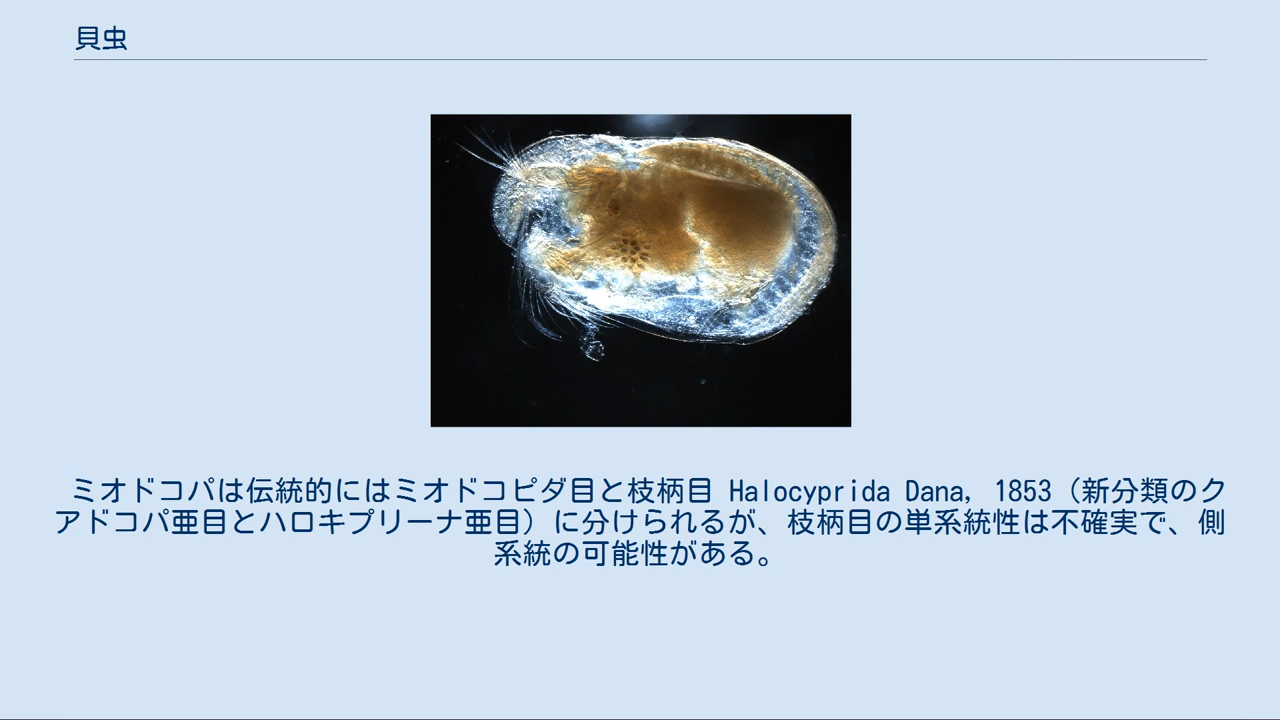 貝虫
ミオドコパは伝統的にはミオドコピダ目と枝柄目 Halocyprida Dana, 1853（新分類のク
アドコパ亜目とハロキプリーナ亜目）に分けられるが、枝柄目の単系統性は不確実で、側
系統の可能性がある。